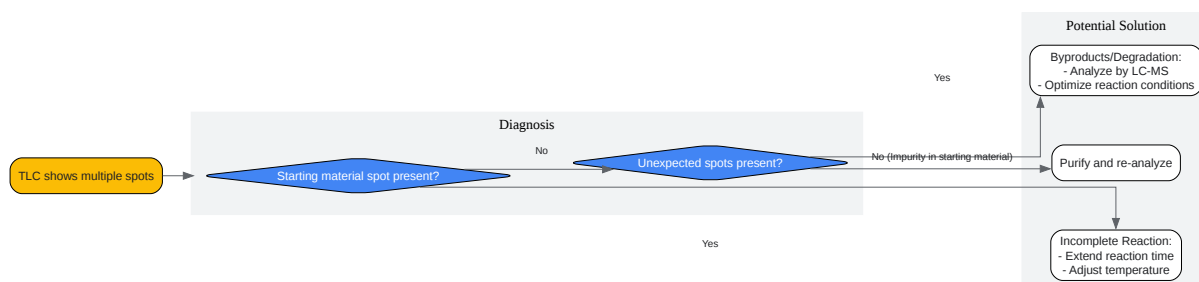 Potential Solution
Byproducts/Degradation:
- Analyze by LC-MS
- Optimize reaction conditions
Yes
Diagnosis
No
Unexpected spots present?
No (Impurity in starting material)
Purify and re-analyze
TLC shows multiple spots
Starting material spot present?
Yes
Incomplete Reaction:
- Extend reaction time
- Adjust temperature